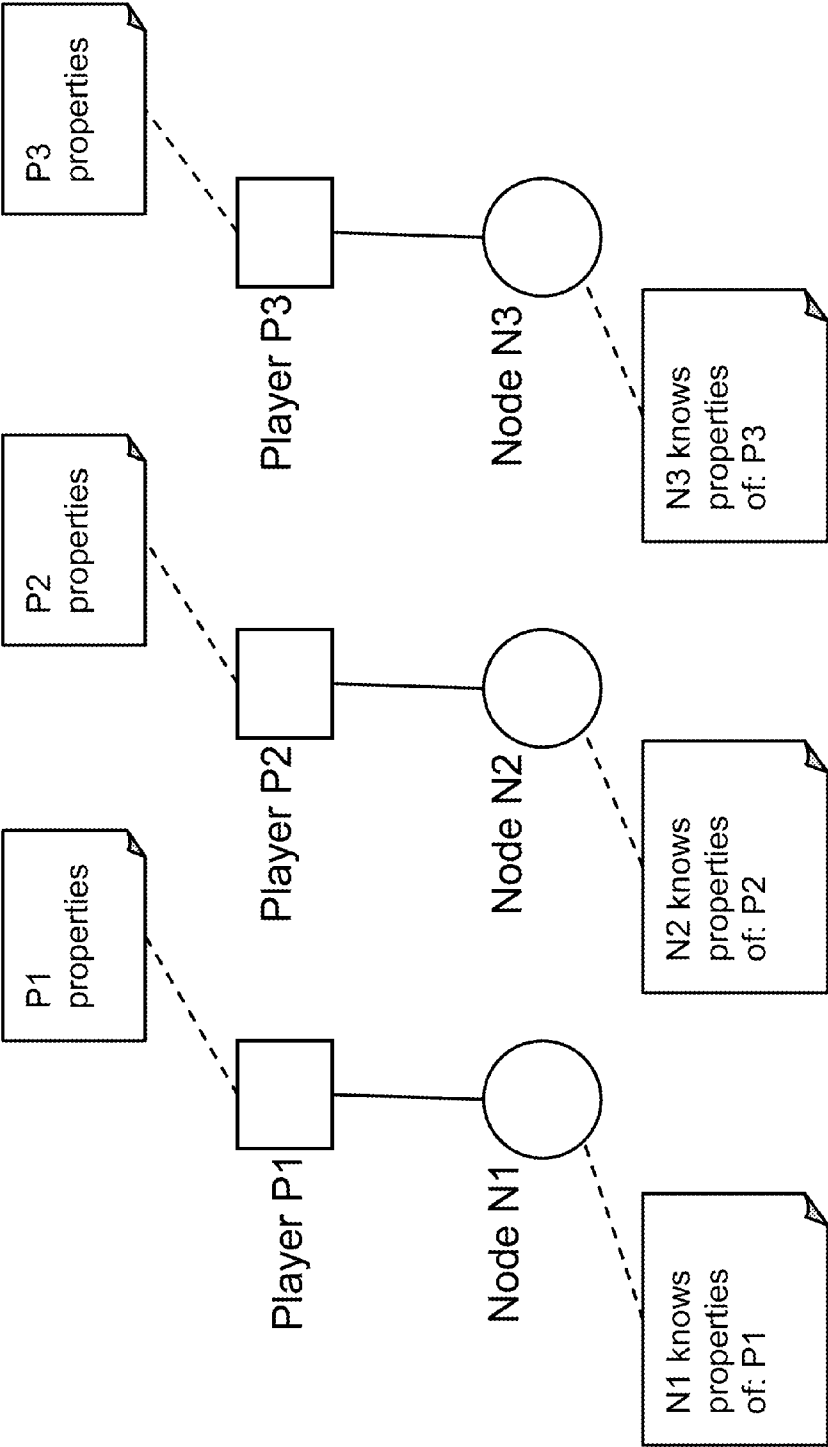 P1
properties
P2
properties
P3
properties
Player P1
Player P2
Player P3
Node N1
Node N2
Node N3
N1 knows
properties
of: P1
N2 knows
properties
of: P2
N3 knows
properties
of: P3